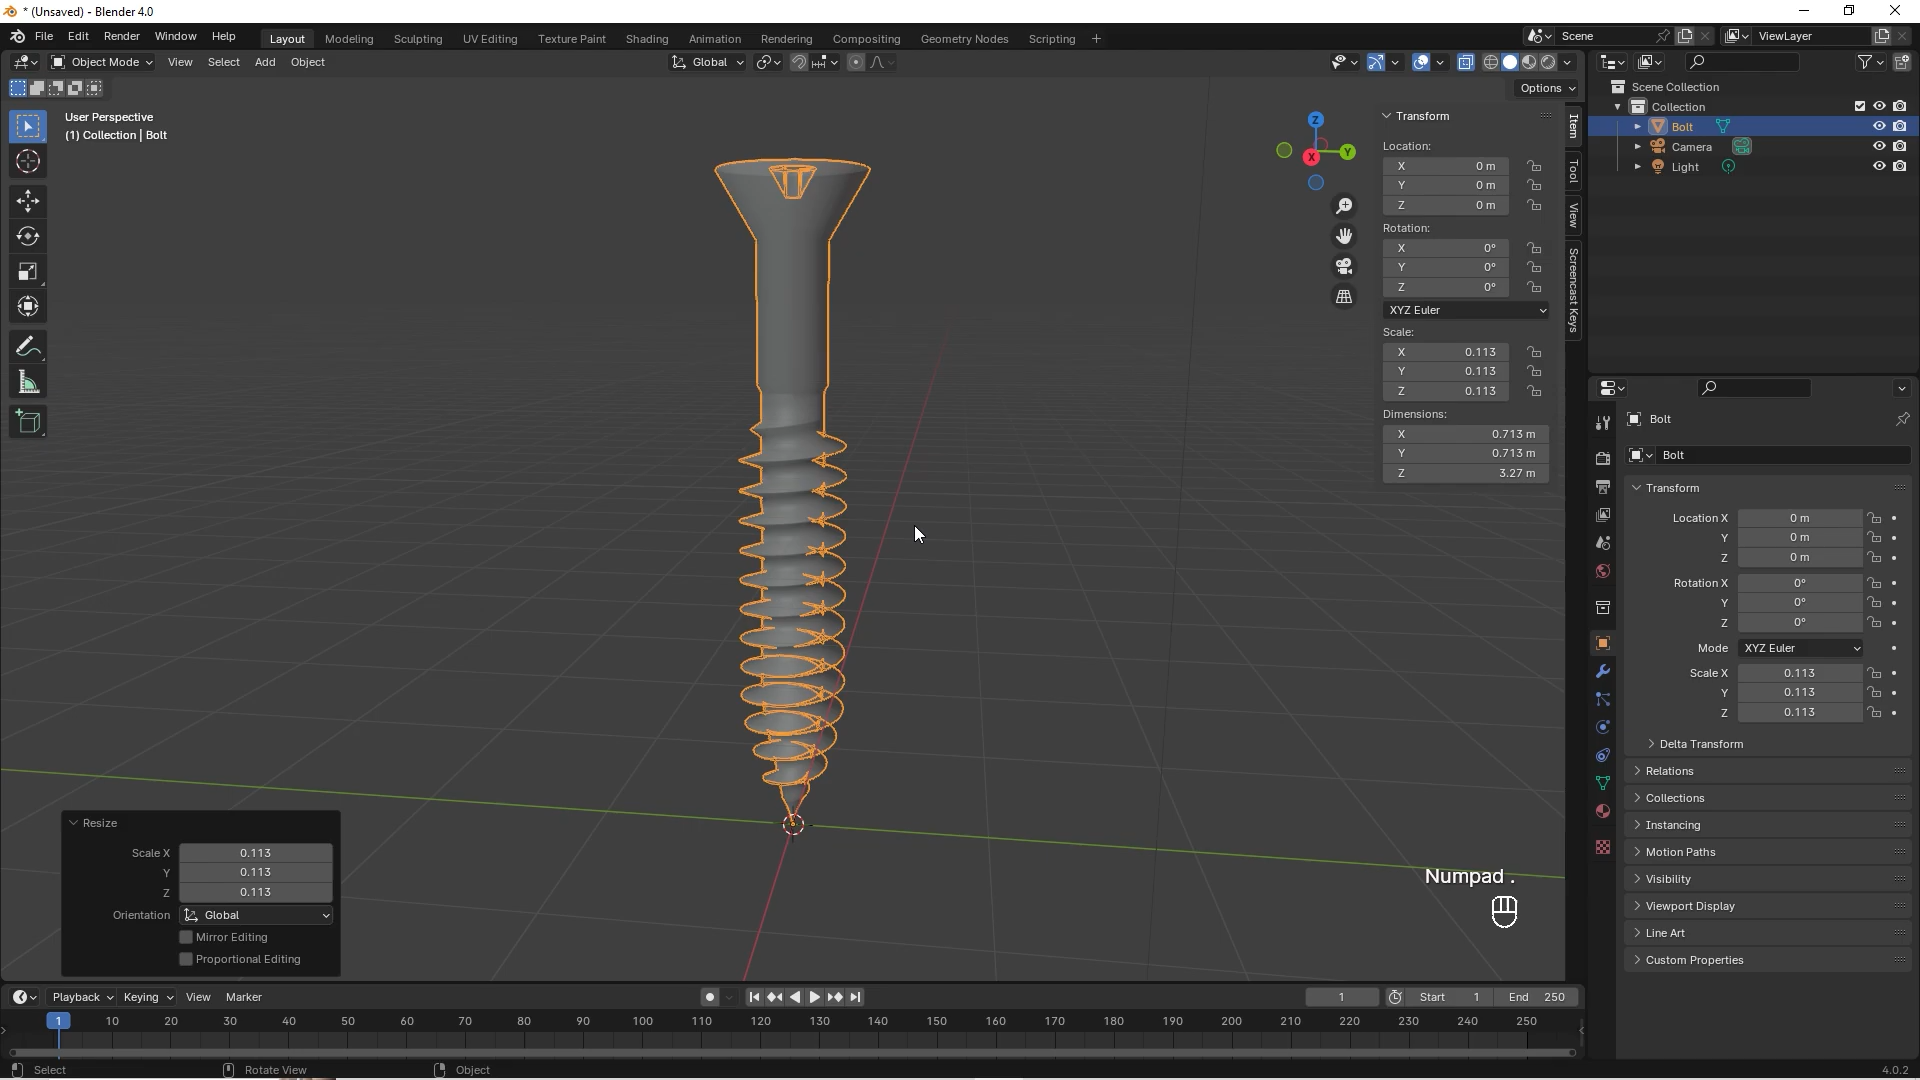 * (Unsaved) - Blender 4.0
File Edit Render Window Help
Layout Modeling Sculpting UV Editing Texture Paint Shading Animation Rendering Compositing Geometry Nodes Scripting +
Scene
ViewLayer
Object Mode View Select Add Object
Global
Options
User Perspective
(1) Collection | Bolt
Z
Y
X
Transform
Location:
X 0 m
Y 0 m
Z 0 m
Rotation:
X 0°
Y 0°
Z 0°
XYZ Euler
Scale:
X 0.113
Y 0.113
Z 0.113
Dimensions:
X 0.713 m
Y 0.713 m
Z 3.27 m
Item
Tool
View
Screencast Keys
Scene Collection
Collection
Bolt
Camera
Light
Bolt
Bolt
Transform
Location X 0 m
Y 0 m
Z 0 m
Rotation X 0°
Y 0°
Z 0°
Mode XYZ Euler
Scale X 0.113
Y 0.113
Z 0.113
Delta Transform
Relations
Collections
Instancing
Motion Paths
Visibility
Viewport Display
Line Art
Custom Properties
Resize
Scale X 0.113
Y 0.113
Z 0.113
Orientation Global
Mirror Editing
Proportional Editing
Numpad .
Playback Keying View Marker
1 Start 1 End 250
1 10 20 30 40 50 60 70 80 90 100 110 120 130 140 150 160 170 180 190 200 210 220 230 240 250
Select Rotate View Object 4.0.2